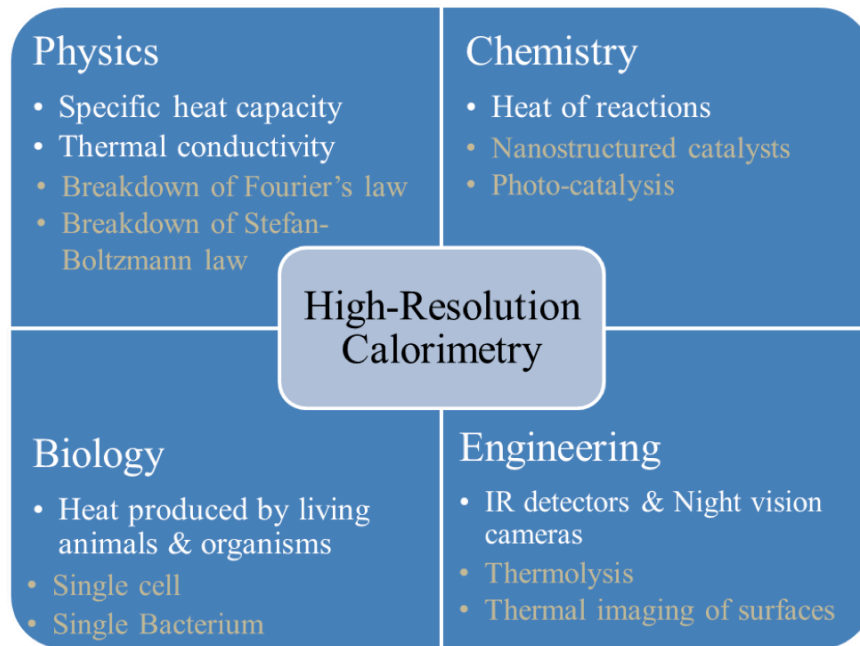 Physics
• Specific heat capacity
• Thermal conductivity
• Breakdown of Fourier’s law
• Breakdown of Stefan-
Boltzmann law
Chemistry
• Heat of reactions
• Nanostructured catalysts
• Photo-catalysis
High-Resolution
Calorimetry
Biology
• Heat produced by living
animals & organisms
• Single cell
• Single Bacterium
Engineering
• IR detectors & Night vision
cameras
• Thermolysis
• Thermal imaging of surfaces